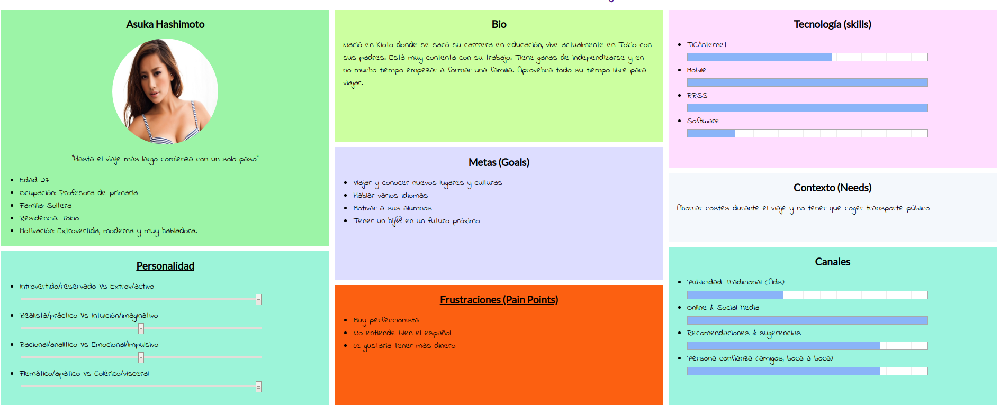 Asuka Hashimoto
"Hasta el viaje más largo comienza con un solo paso"
Edad: 27
Ocupación: Profesora de primaria
Familia: Soltera
Residencia: Tokio
Motivación: Extrovertida, moderna y muy habladora.
Personalidad
Introvertido/reservado Vs Extrov/activo
Realista/práctico Vs Intuición/imaginativo
Racional/analitico Vs Emocional/impulsivo
Flemático/apático Vs Colérico/visceral
Bio
Nació en Kioto donde se sacó su carrrera en educación, vive actualmente en Tokio con
sus padres. Está muy contenta con su trabajo. Tiene ganas de independizarse y en
no mucho tiempo empezar a formar una familia. Aprovehca todo su tiempo libre para
viajar.
Metas (Goals)
Viajar y conocer nuevos lugares y culturas
Hablar varios idiomas
Motivar a sus alumnos
Tener un hij@ en un futuro próximo
Frustraciones (Pain Points)
Muy perfeccionista
No entiende bien el español
Le gustaría tener más dinero
Tecnología (skills)
TIC/Internet
Mobile
RRSS
Software
Contexto (Needs)
Ahorrar costes durante el viaje y no tener que coger transporte público
Canales
Publicidad Tradicional (Ads)
Online & Social Media
Recomendaciones & sugerencias
Persona confianza (amigos, boca a boca)